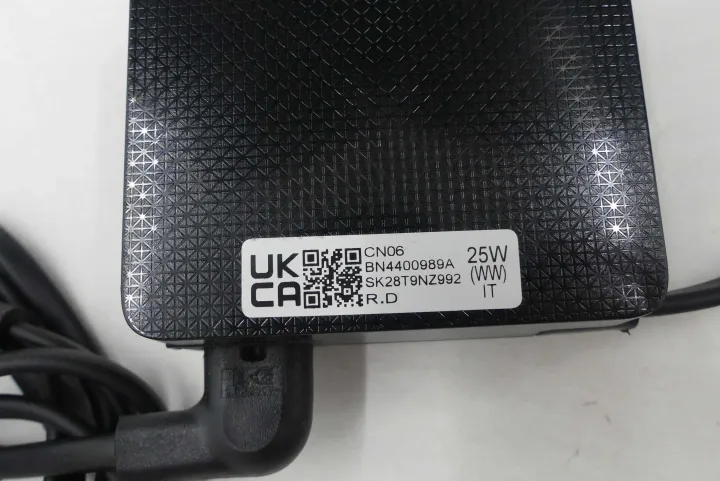 UK
CA
CN06
BN4400989A
SK28T9NZ992
R.D
25W
(WW)
IT